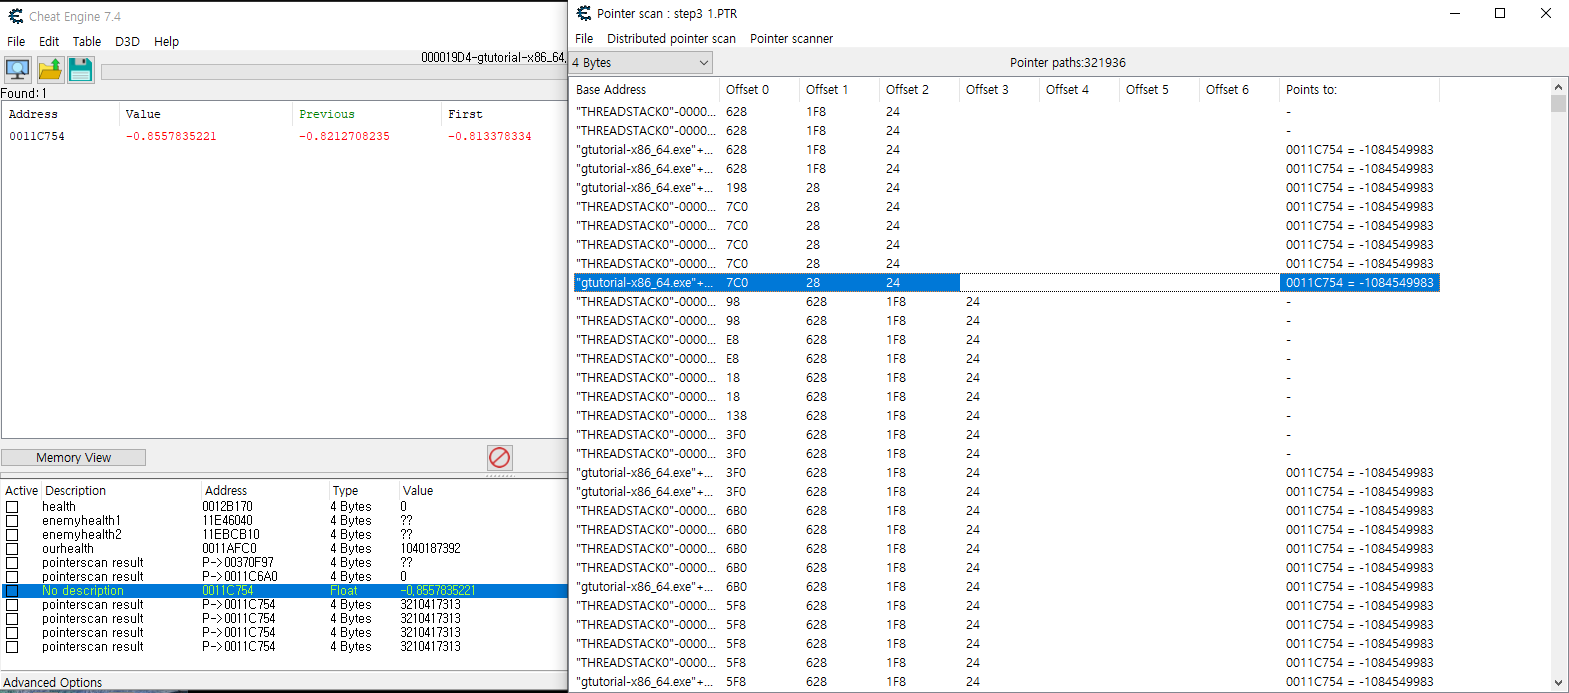 Cheat Engine 7.4
File Edit Table D3D Help
000019D4-gtutorial-x86_64.
Found: 1
Address Value Previous First
0011C754 -0.8557835221 -0.8212708235 -0.813378334
Memory View
Active Description Address Type Value
health 0012B170 4 Bytes 0
enemyhealth1 11E46040 4 Bytes ??
enemyhealth2 11EBCB10 4 Bytes ??
ourhealth 0011AFC0 4 Bytes 1040187392
pointerscan result P->00370F97 4 Bytes ??
pointerscan result P->0011C6A0 4 Bytes 0
No description 0011C754 Float -0.8557835221
pointerscan result P->0011C754 4 Bytes 3210417313
pointerscan result P->0011C754 4 Bytes 3210417313
pointerscan result P->0011C754 4 Bytes 3210417313
pointerscan result P->0011C754 4 Bytes 3210417313
Advanced Options
Pointer scan : step3 1.PTR
File Distributed pointer scan Pointer scanner
4 Bytes Pointer paths:321936
Base Address Offset 0 Offset 1 Offset 2 Offset 3 Offset 4 Offset 5 Offset 6 Points to:
"THREADSTACK0"-0000... 628 1F8 24 -
"THREADSTACK0"-0000... 628 1F8 24 -
"gtutorial-x86_64.exe"+... 628 1F8 24 0011C754 = -1084549983
"gtutorial-x86_64.exe"+... 628 1F8 24 0011C754 = -1084549983
"gtutorial-x86_64.exe"+... 198 28 24 0011C754 = -1084549983
"THREADSTACK0"-0000... 7C0 28 24 0011C754 = -1084549983
"THREADSTACK0"-0000... 7C0 28 24 0011C754 = -1084549983
"THREADSTACK0"-0000... 7C0 28 24 0011C754 = -1084549983
"THREADSTACK0"-0000... 7C0 28 24 0011C754 = -1084549983
"gtutorial-x86_64.exe"+... 7C0 28 24 0011C754 = -1084549983
"THREADSTACK0"-0000... 98 628 1F8 24 -
"THREADSTACK0"-0000... 98 628 1F8 24 -
"THREADSTACK0"-0000... E8 628 1F8 24 -
"THREADSTACK0"-0000... E8 628 1F8 24 -
"THREADSTACK0"-0000... 18 628 1F8 24 -
"THREADSTACK0"-0000... 18 628 1F8 24 -
"THREADSTACK0"-0000... 138 628 1F8 24 -
"THREADSTACK0"-0000... 3F0 628 1F8 24 -
"THREADSTACK0"-0000... 3F0 628 1F8 24 -
"gtutorial-x86_64.exe"+... 3F0 628 1F8 24 0011C754 = -1084549983
"gtutorial-x86_64.exe"+... 3F0 628 1F8 24 0011C754 = -1084549983
"THREADSTACK0"-0000... 6B0 628 1F8 24 0011C754 = -1084549983
"THREADSTACK0"-0000... 6B0 628 1F8 24 0011C754 = -1084549983
"THREADSTACK0"-0000... 6B0 628 1F8 24 0011C754 = -1084549983
"THREADSTACK0"-0000... 6B0 628 1F8 24 0011C754 = -1084549983
"gtutorial-x86_64.exe"+... 6B0 628 1F8 24 0011C754 = -1084549983
"THREADSTACK0"-0000... 5F8 628 1F8 24 0011C754 = -1084549983
"THREADSTACK0"-0000... 5F8 628 1F8 24 0011C754 = -1084549983
"THREADSTACK0"-0000... 5F8 628 1F8 24 0011C754 = -1084549983
"THREADSTACK0"-0000... 5F8 628 1F8 24 0011C754 = -1084549983
"THREADSTACK0"-0000... 5F8 628 1F8 24 0011C754 = -1084549983